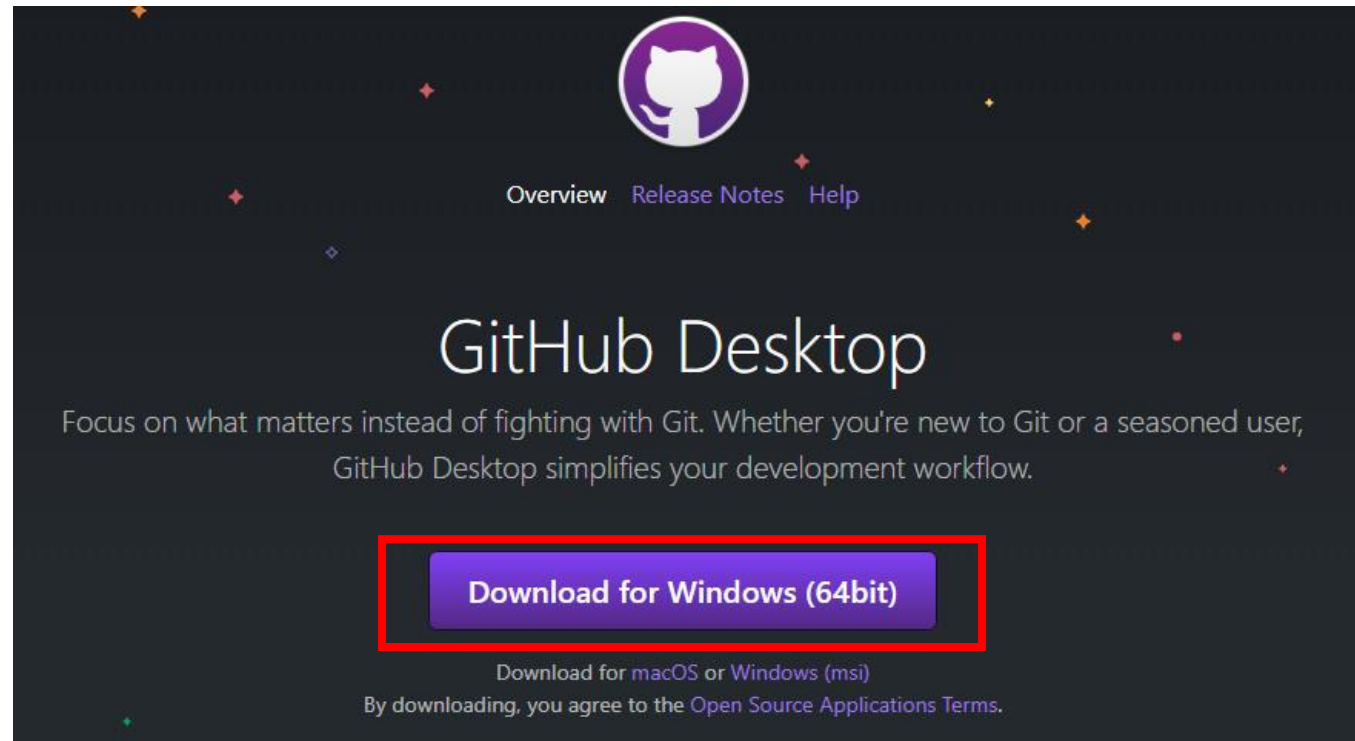 Overview Release Notes Help
GitHub Desktop
Focus on what matters instead of fighting with Git. Whether you're new to Git or a seasoned user,
GitHub Desktop simplifies your development workflow.
Download for Windows (64bit)
Download for macOS or Windows (msi)
By downloading, you agree to the Open Source Applications Terms.